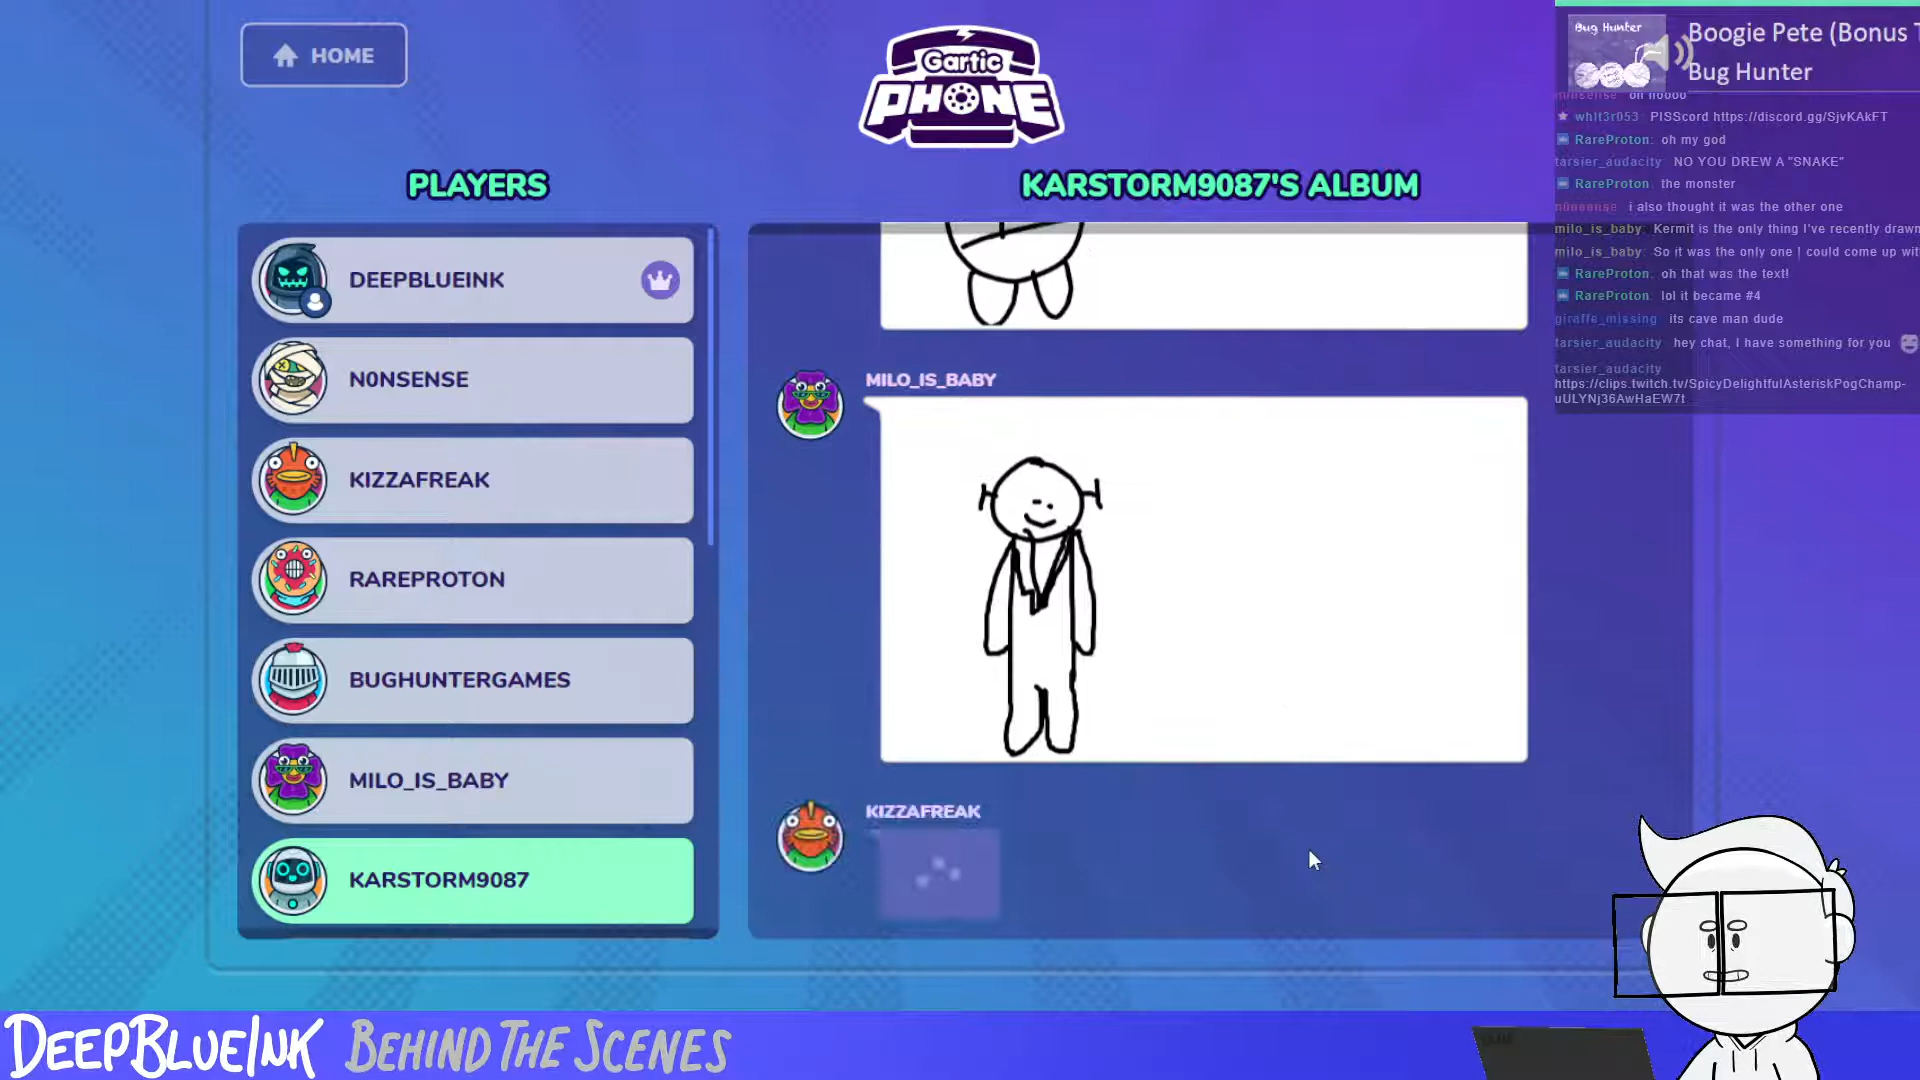 HOME
Gartic
PHONE
PLAYERS
DEEPBLUEINK
N0NSENSE
KIZZAFREAK
RAREPROTON
BUGHUNTERGAMES
MILO_IS_BABY
KARSTORM9087
KARSTORM9087'S ALBUM
MILO_IS_BABY
KIZZAFREAK
Bug Hunter
Boogie Pete (Bonus T
Bug Hunter
n0nsense: oh noooo
whlt3r053 PISScord https://discord.gg/SjvKAkFT
RareProton: oh my god
tarsier_audacity: NO YOU DREW A "SNAKE"
RareProton: the monster
n0nsense: i also thought it was the other one
milo_is_baby: Kermit is the only thing I've recently drawn
milo_is_baby: So it was the only one I could come up wit
RareProton: oh that was the text!
RareProton: lol it became #4
giraffe_missing: its cave man dude
tarsier_audacity: hey chat, I have something for you
tarsier_audacity
https://clips.twitch.tv/SpicyDelightfulAsteriskPogChamp-
uULYNj36AwHaEW7t
DEEPBLUEINK BEHIND THE SCENES